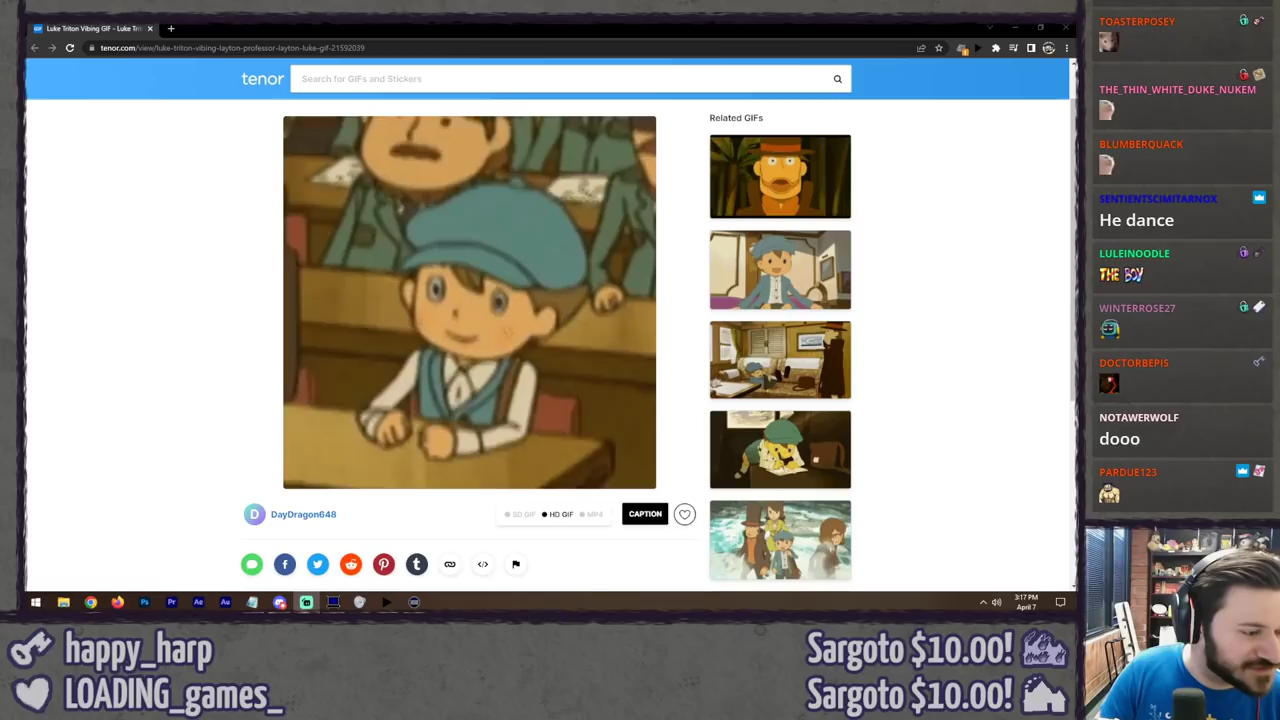 Luke Triton Vibing GIF - Luke Trit
tenor.com/view/luke-triton-vibing-layton-professor-layton-luke-gif-21592039
tenor
Search for GIFs and Stickers
Related GIFs
D
DayDragon648
SD GIF
HD GIF
MP4
CAPTION
3:17 PM
April 7
TOASTERPOSEY
THE_THIN_WHITE_DUKE_NUKEM
BLUMBERQUACK
SENTIENTSCIMITARNOX
He dance
LULEINOODLE
THE BOY
WINTERROSE27
DOCTORBEPIS
NOTAWERWOLF
dooo
PARDUE123
happy_harp
LOADING_games_
Sargoto $10.00!
Sargoto $10.00!